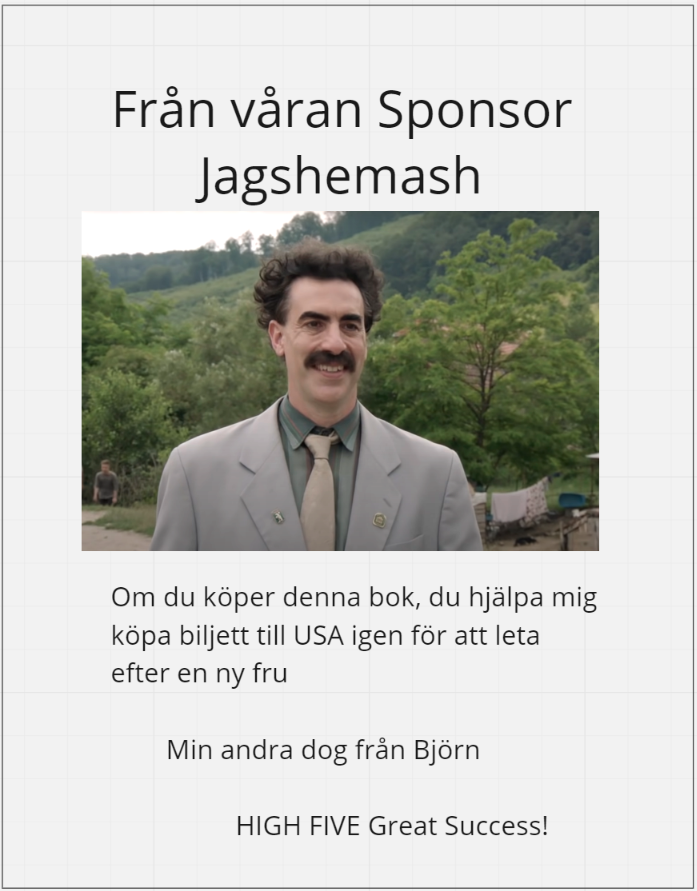 Från våran Sponsor
Jagshemash
Om du köper denna bok, du hjälpa mig
köpa biljett till USA igen för att leta
efter en ny fru
Min andra dog från Björn
HIGH FIVE Great Success!